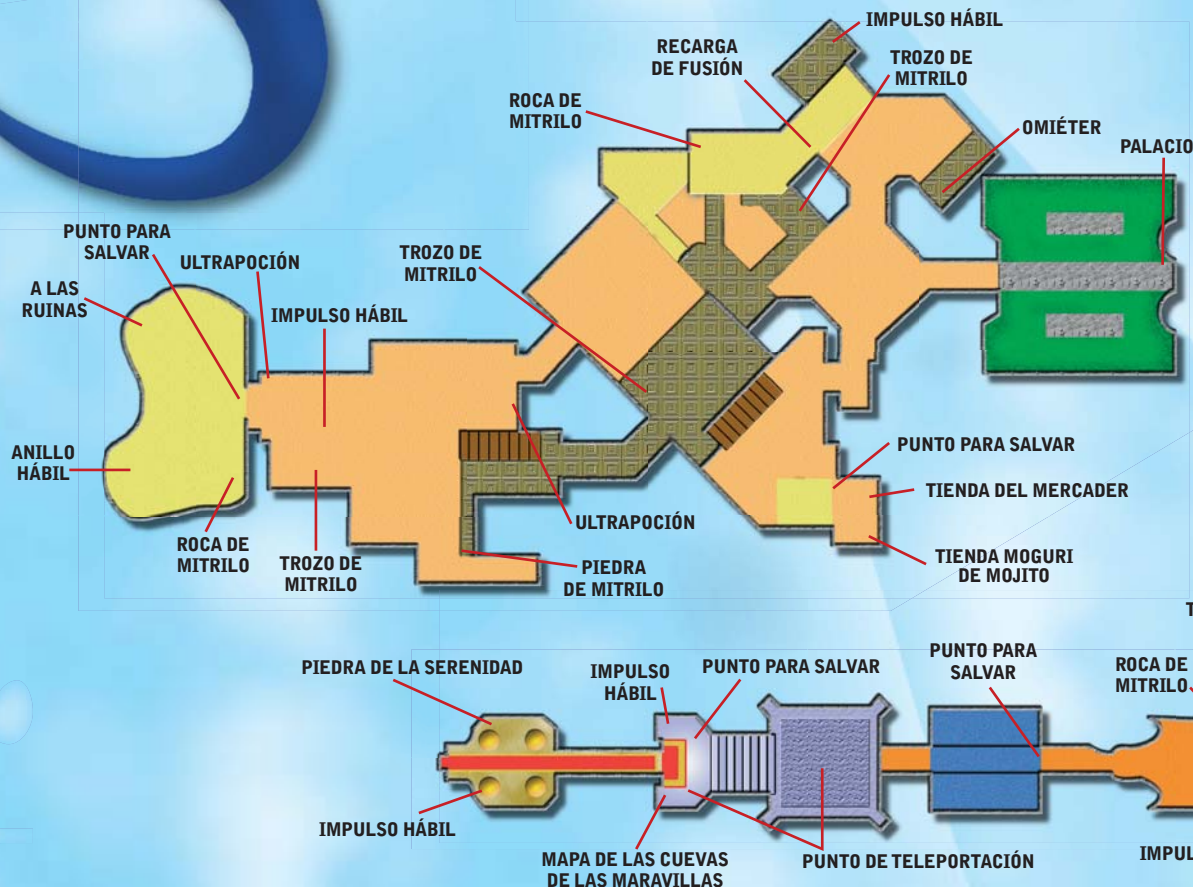 IMPULSO HÁBIL
RECARGA
DE FUSIÓN
TROZO DE
MITRILO
ROCA DE
MITRILO
OMIÉTER
PALACIO
PUNTO PARA
SALVAR
ULTRAPOCIÓN
TROZO DE
MITRILO
A LAS
RUINAS
IMPULSO HÁBIL
ANILLO
HÁBIL
PUNTO PARA SALVAR
TIENDA DEL MERCADER
ULTRAPOCIÓN
ROCA DE
MITRILO
TROZO DE
MITRILO
PIEDRA
DE MITRILO
TIENDA MOGURI
DE MOJITO
PIEDRA DE LA SERENIDAD
IMPULSO
HÁBIL
PUNTO PARA SALVAR
PUNTO PARA
SALVAR
ROCA DE
MITRILO
IMPULSO HÁBIL
MAPA DE LAS CUEVAS
DE LAS MARAVILLAS
PUNTO DE TELEPORTACIÓN
IMPUL